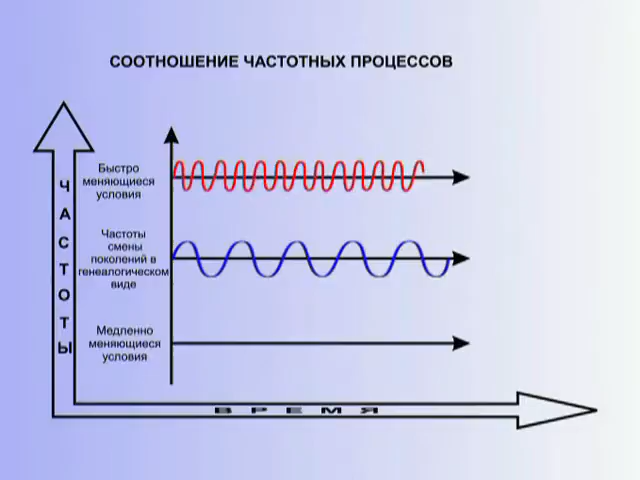 СООТНОШЕНИЕ ЧАСТОТНЫХ ПРОЦЕССОВ
ЧАСТОТЫ
Быстро
меняющиеся
условия
Частоты
смены
поколений в
генеалогическом
виде
Медленно
меняющиеся
условия
ВРЕМЯ